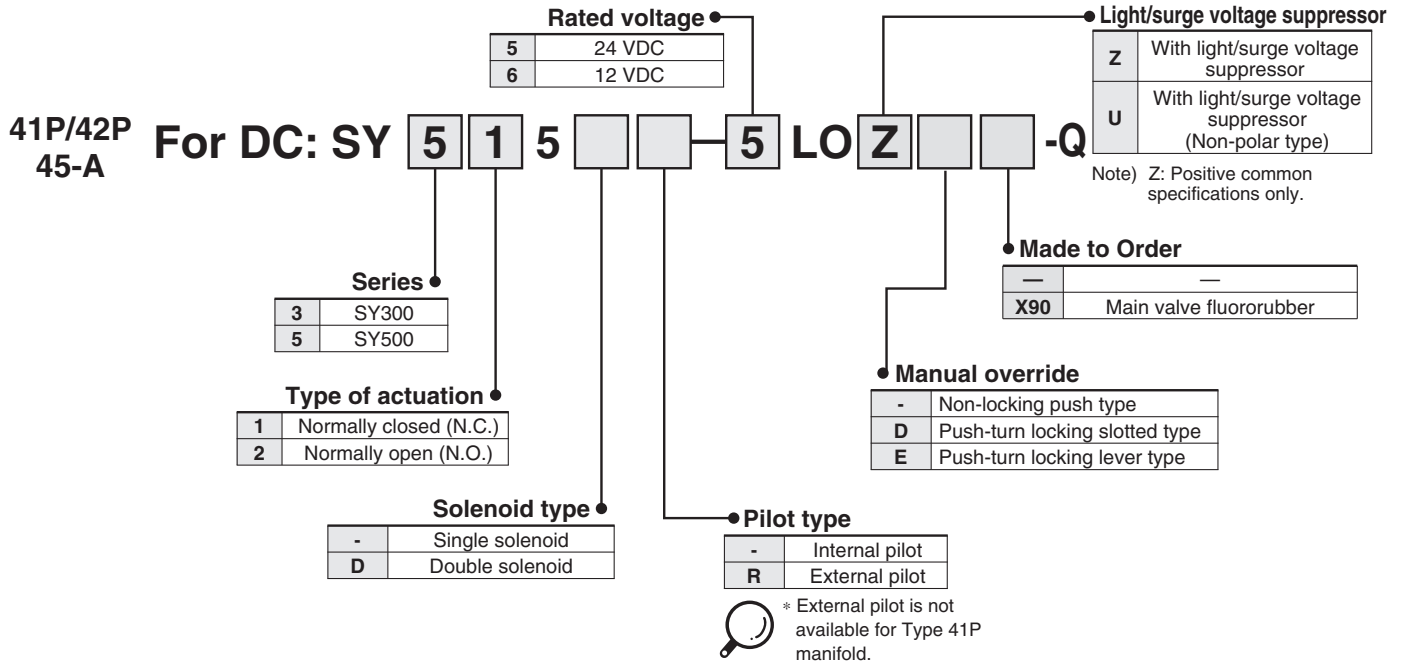 Rated voltage
5 24 VDC
6 12 VDC
Light/surge voltage suppressor
Z With light/surge voltage
suppressor
U With light/surge voltage
suppressor
(Non-polar type)
Note) Z: Positive common
specifications only.
41P/42P
45-A
For DC: SY 5 1 5 — 5 LO Z -Q
Made to Order
— —
X90 Main valve fluororubber
Series
3 SY300
5 SY500
Manual override
- Non-locking push type
D Push-turn locking slotted type
E Push-turn locking lever type
Type of actuation
1 Normally closed (N.C.)
2 Normally open (N.O.)
Solenoid type
- Single solenoid
D Double solenoid
Pilot type
- Internal pilot
R External pilot
* External pilot is not
available for Type 41P
manifold.